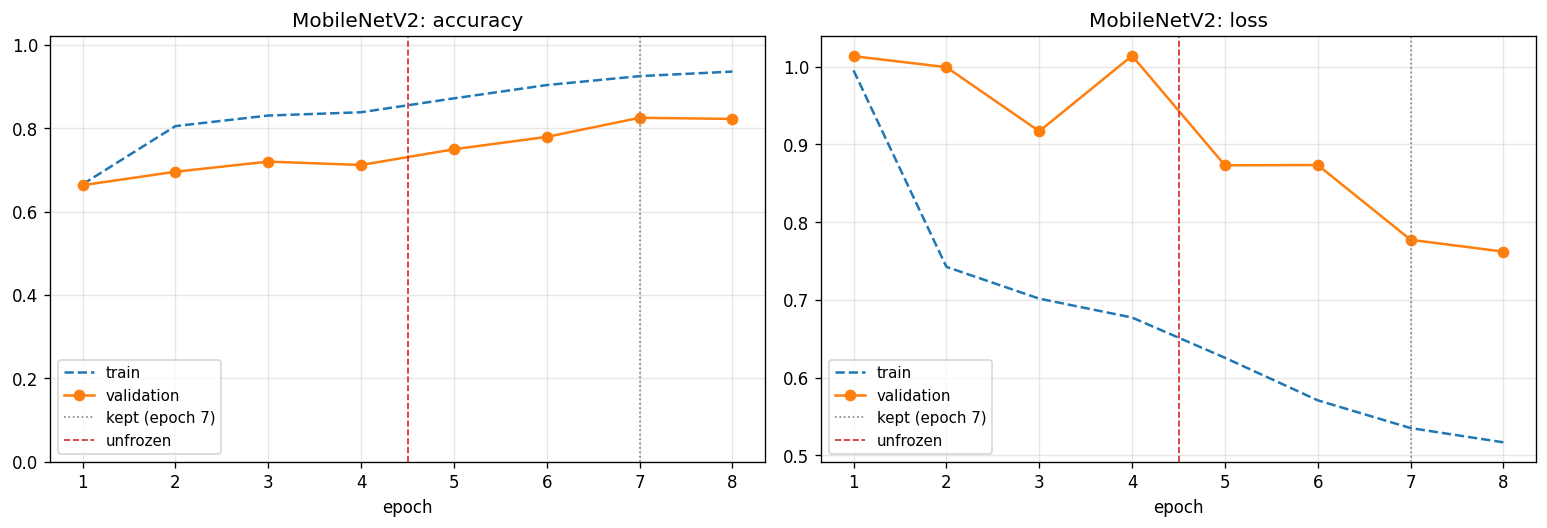 MobileNetV2: accuracy
1.0
0.8
0.6
0.4
0.2
0.0
train
validation
kept (epoch 7)
unfrozen
1 2 3 4 5 6 7 8
epoch
MobileNetV2: loss
1.0
0.9
0.8
0.7
0.6
0.5
train
validation
kept (epoch 7)
unfrozen
1 2 3 4 5 6 7 8
epoch